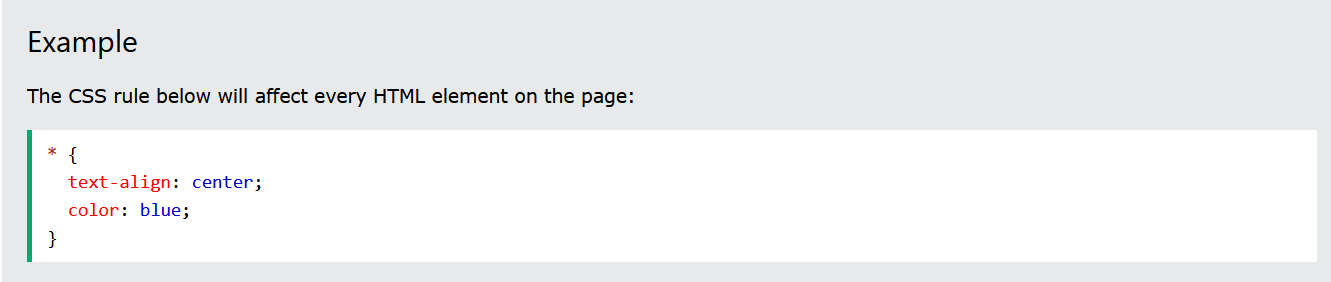 Example
The CSS rule below will affect every HTML element on the page:
* {
  text-align: center;
  color: blue;
}